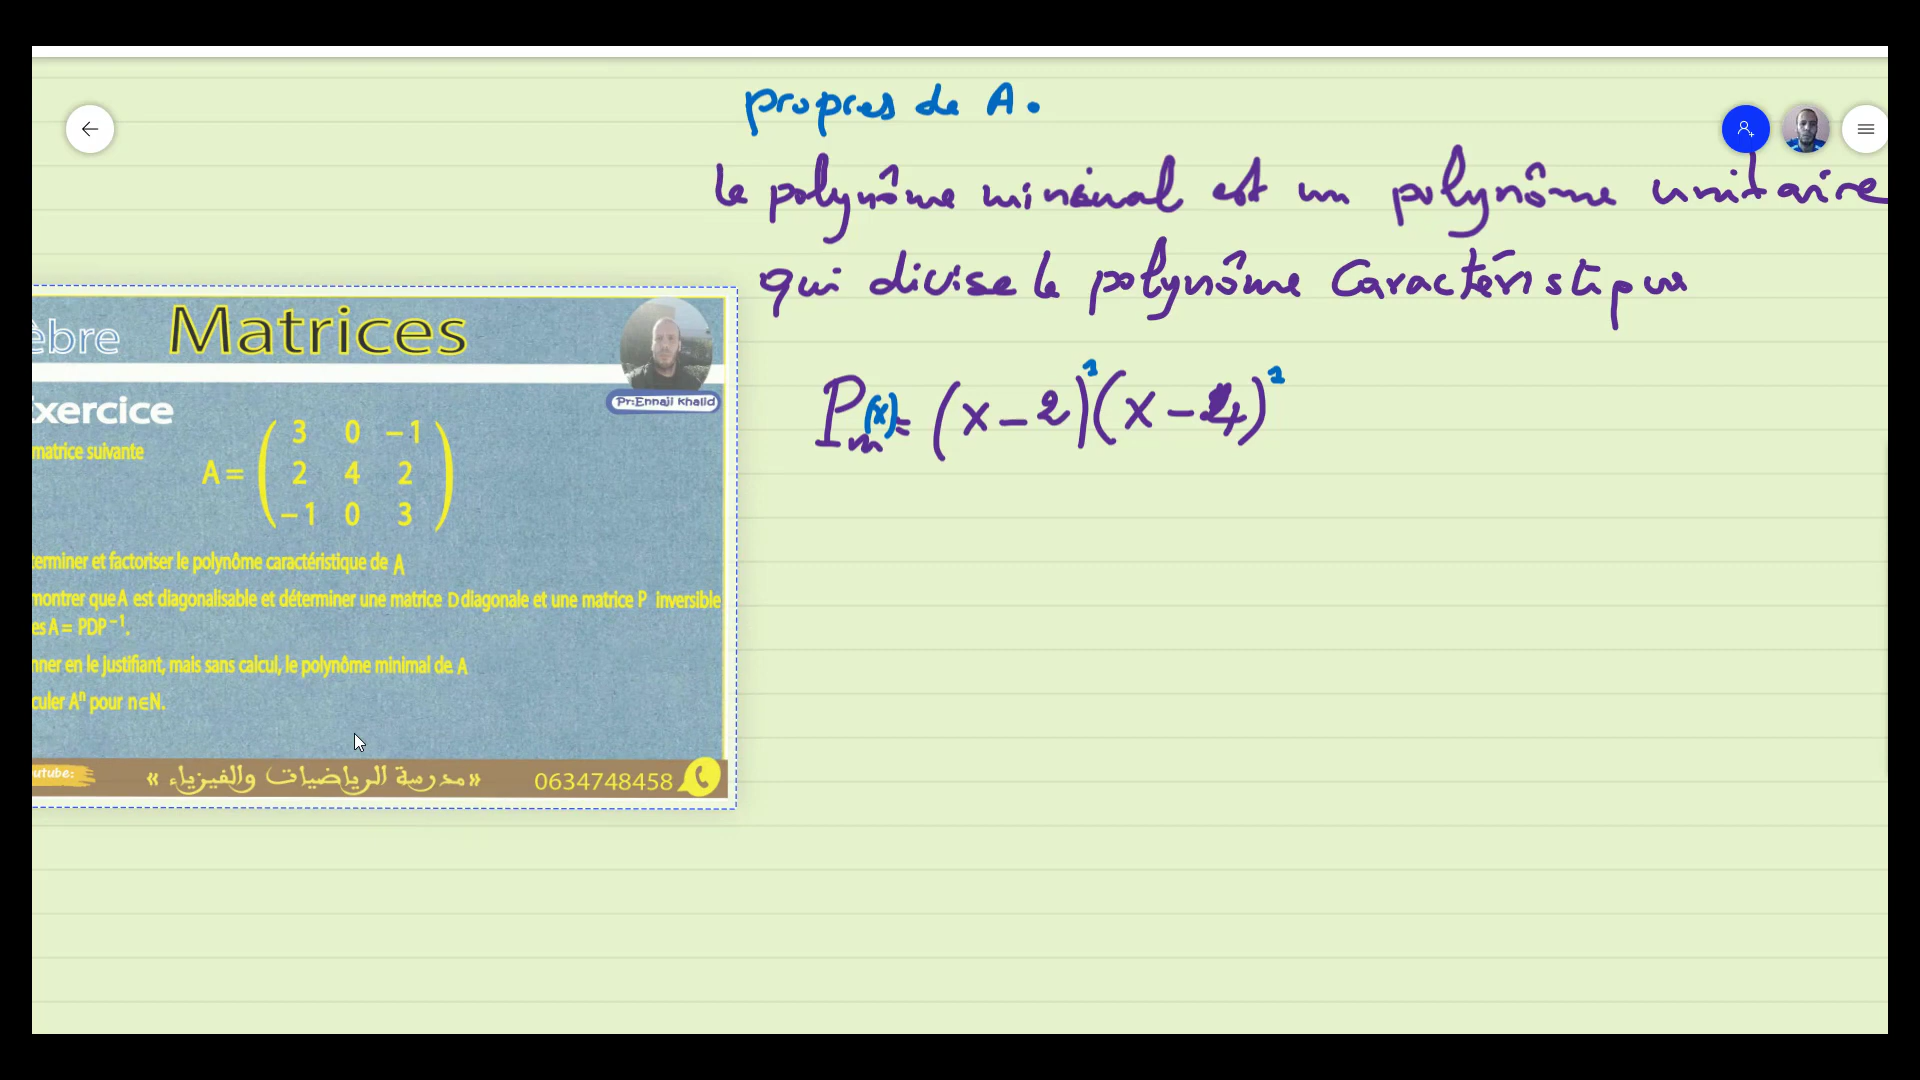 propres de A.
le polynôme minimal est un polynôme unitaire
qui divise le polynôme Caractéristique
Pm(x) = (x-2)¹(x-4)¹
èbre Matrices
Exercice
Pr:Ennaji Khalid
matrice suivante
A = ( 3 0 −1
2 4 2
−1 0 3 )
terminer et factoriser le polynôme caractéristique de A
montrer que A est diagonalisable et déterminer une matrice D diagonale et une matrice P inversible
es A = PDP⁻¹.
nner en le justifiant, mais sans calcul, le polynôme minimal de A
culer Aⁿ pour n∈N.
utube: «مدرسة الرياضيات والفيزياء» 0634748458